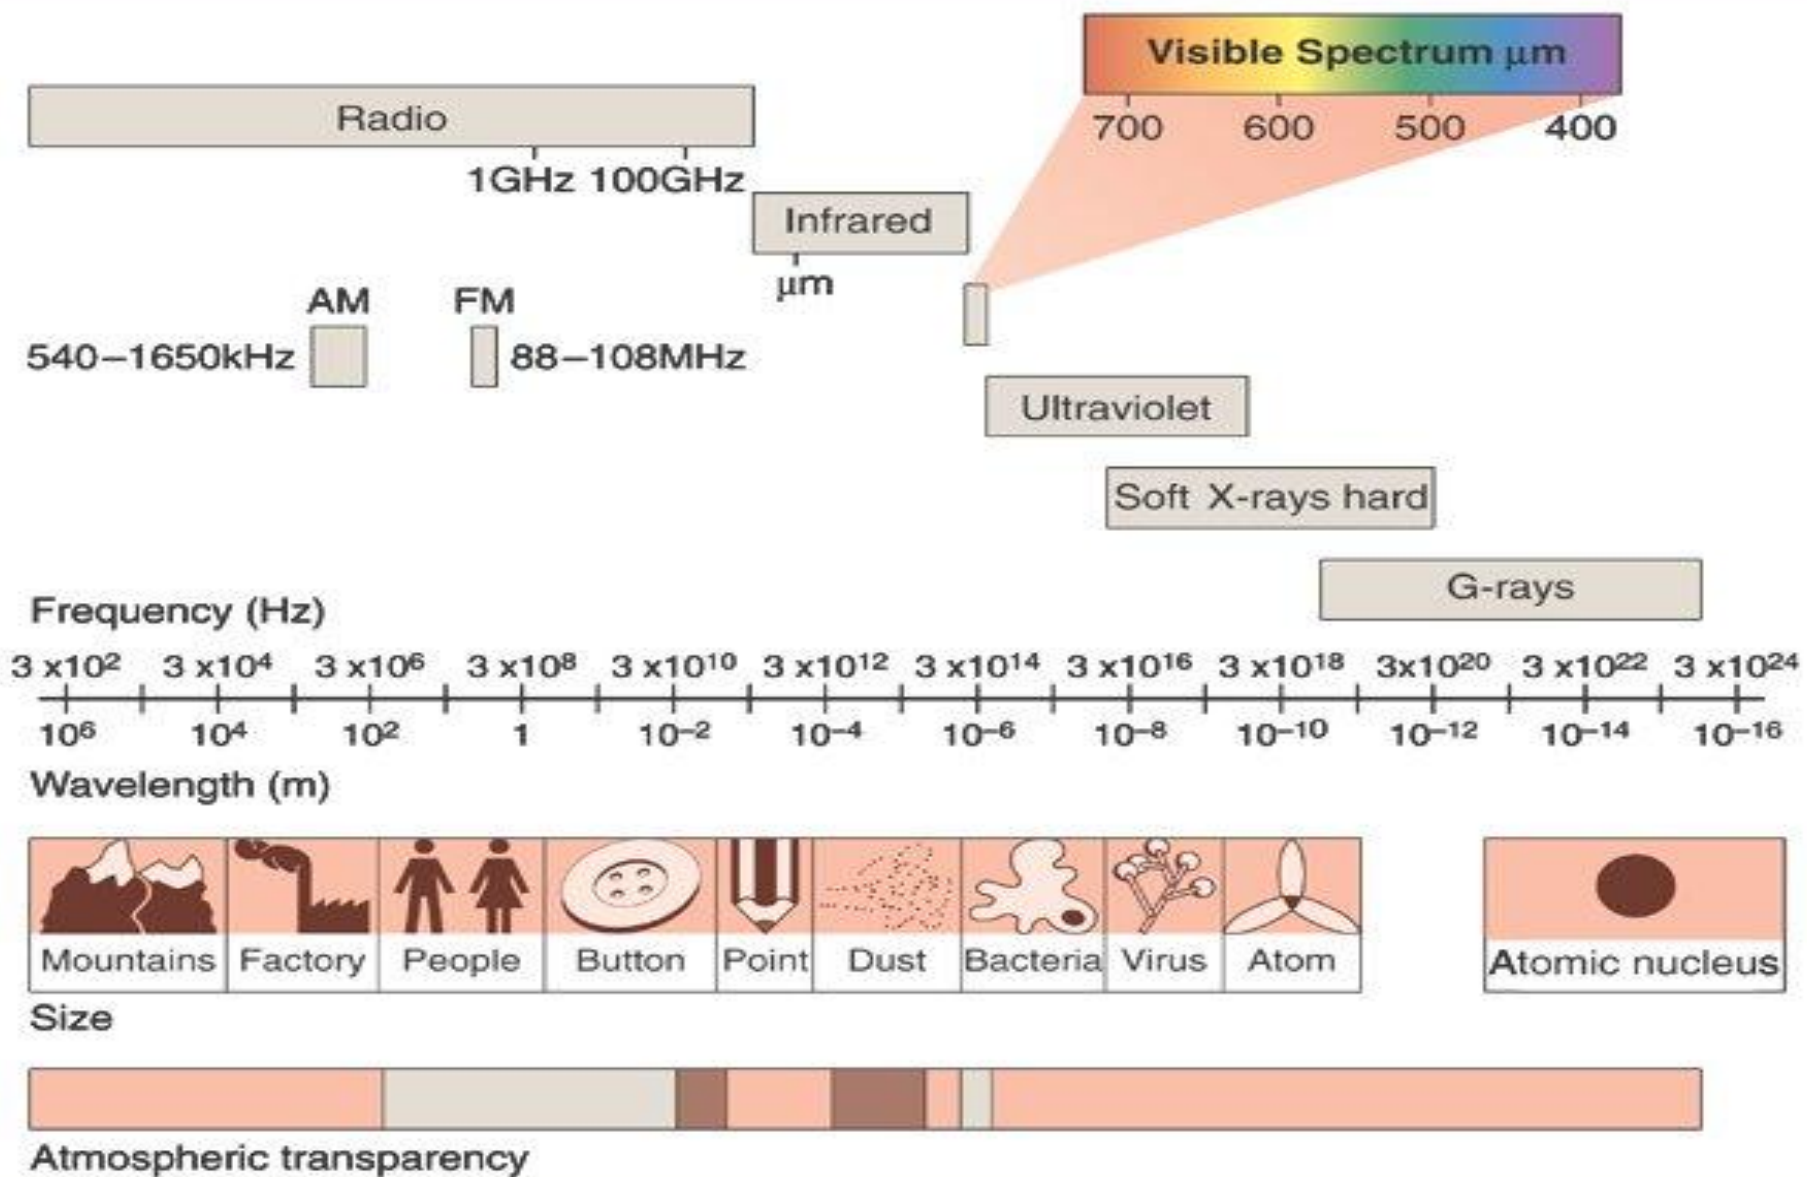 Visible Spectrum μm
700 600 500 400
Radio
1GHz 100GHz
Infrared
μm
AM FM
540–1650kHz 88–108MHz
Ultraviolet
Soft X-rays hard
G-rays
Frequency (Hz)
3 x10² 3 x10⁴ 3 x10⁶ 3 x10⁸ 3 x10¹⁰ 3 x10¹² 3 x10¹⁴ 3 x10¹⁶ 3 x10¹⁸ 3x10²⁰ 3 x10²² 3 x10²⁴
10⁶ 10⁴ 10² 1 10⁻² 10⁻⁴ 10⁻⁶ 10⁻⁸ 10⁻¹⁰ 10⁻¹² 10⁻¹⁴ 10⁻¹⁶
Wavelength (m)
Mountains Factory People Button Point Dust Bacteria Virus Atom Atomic nucleus
Size
Atmospheric transparency